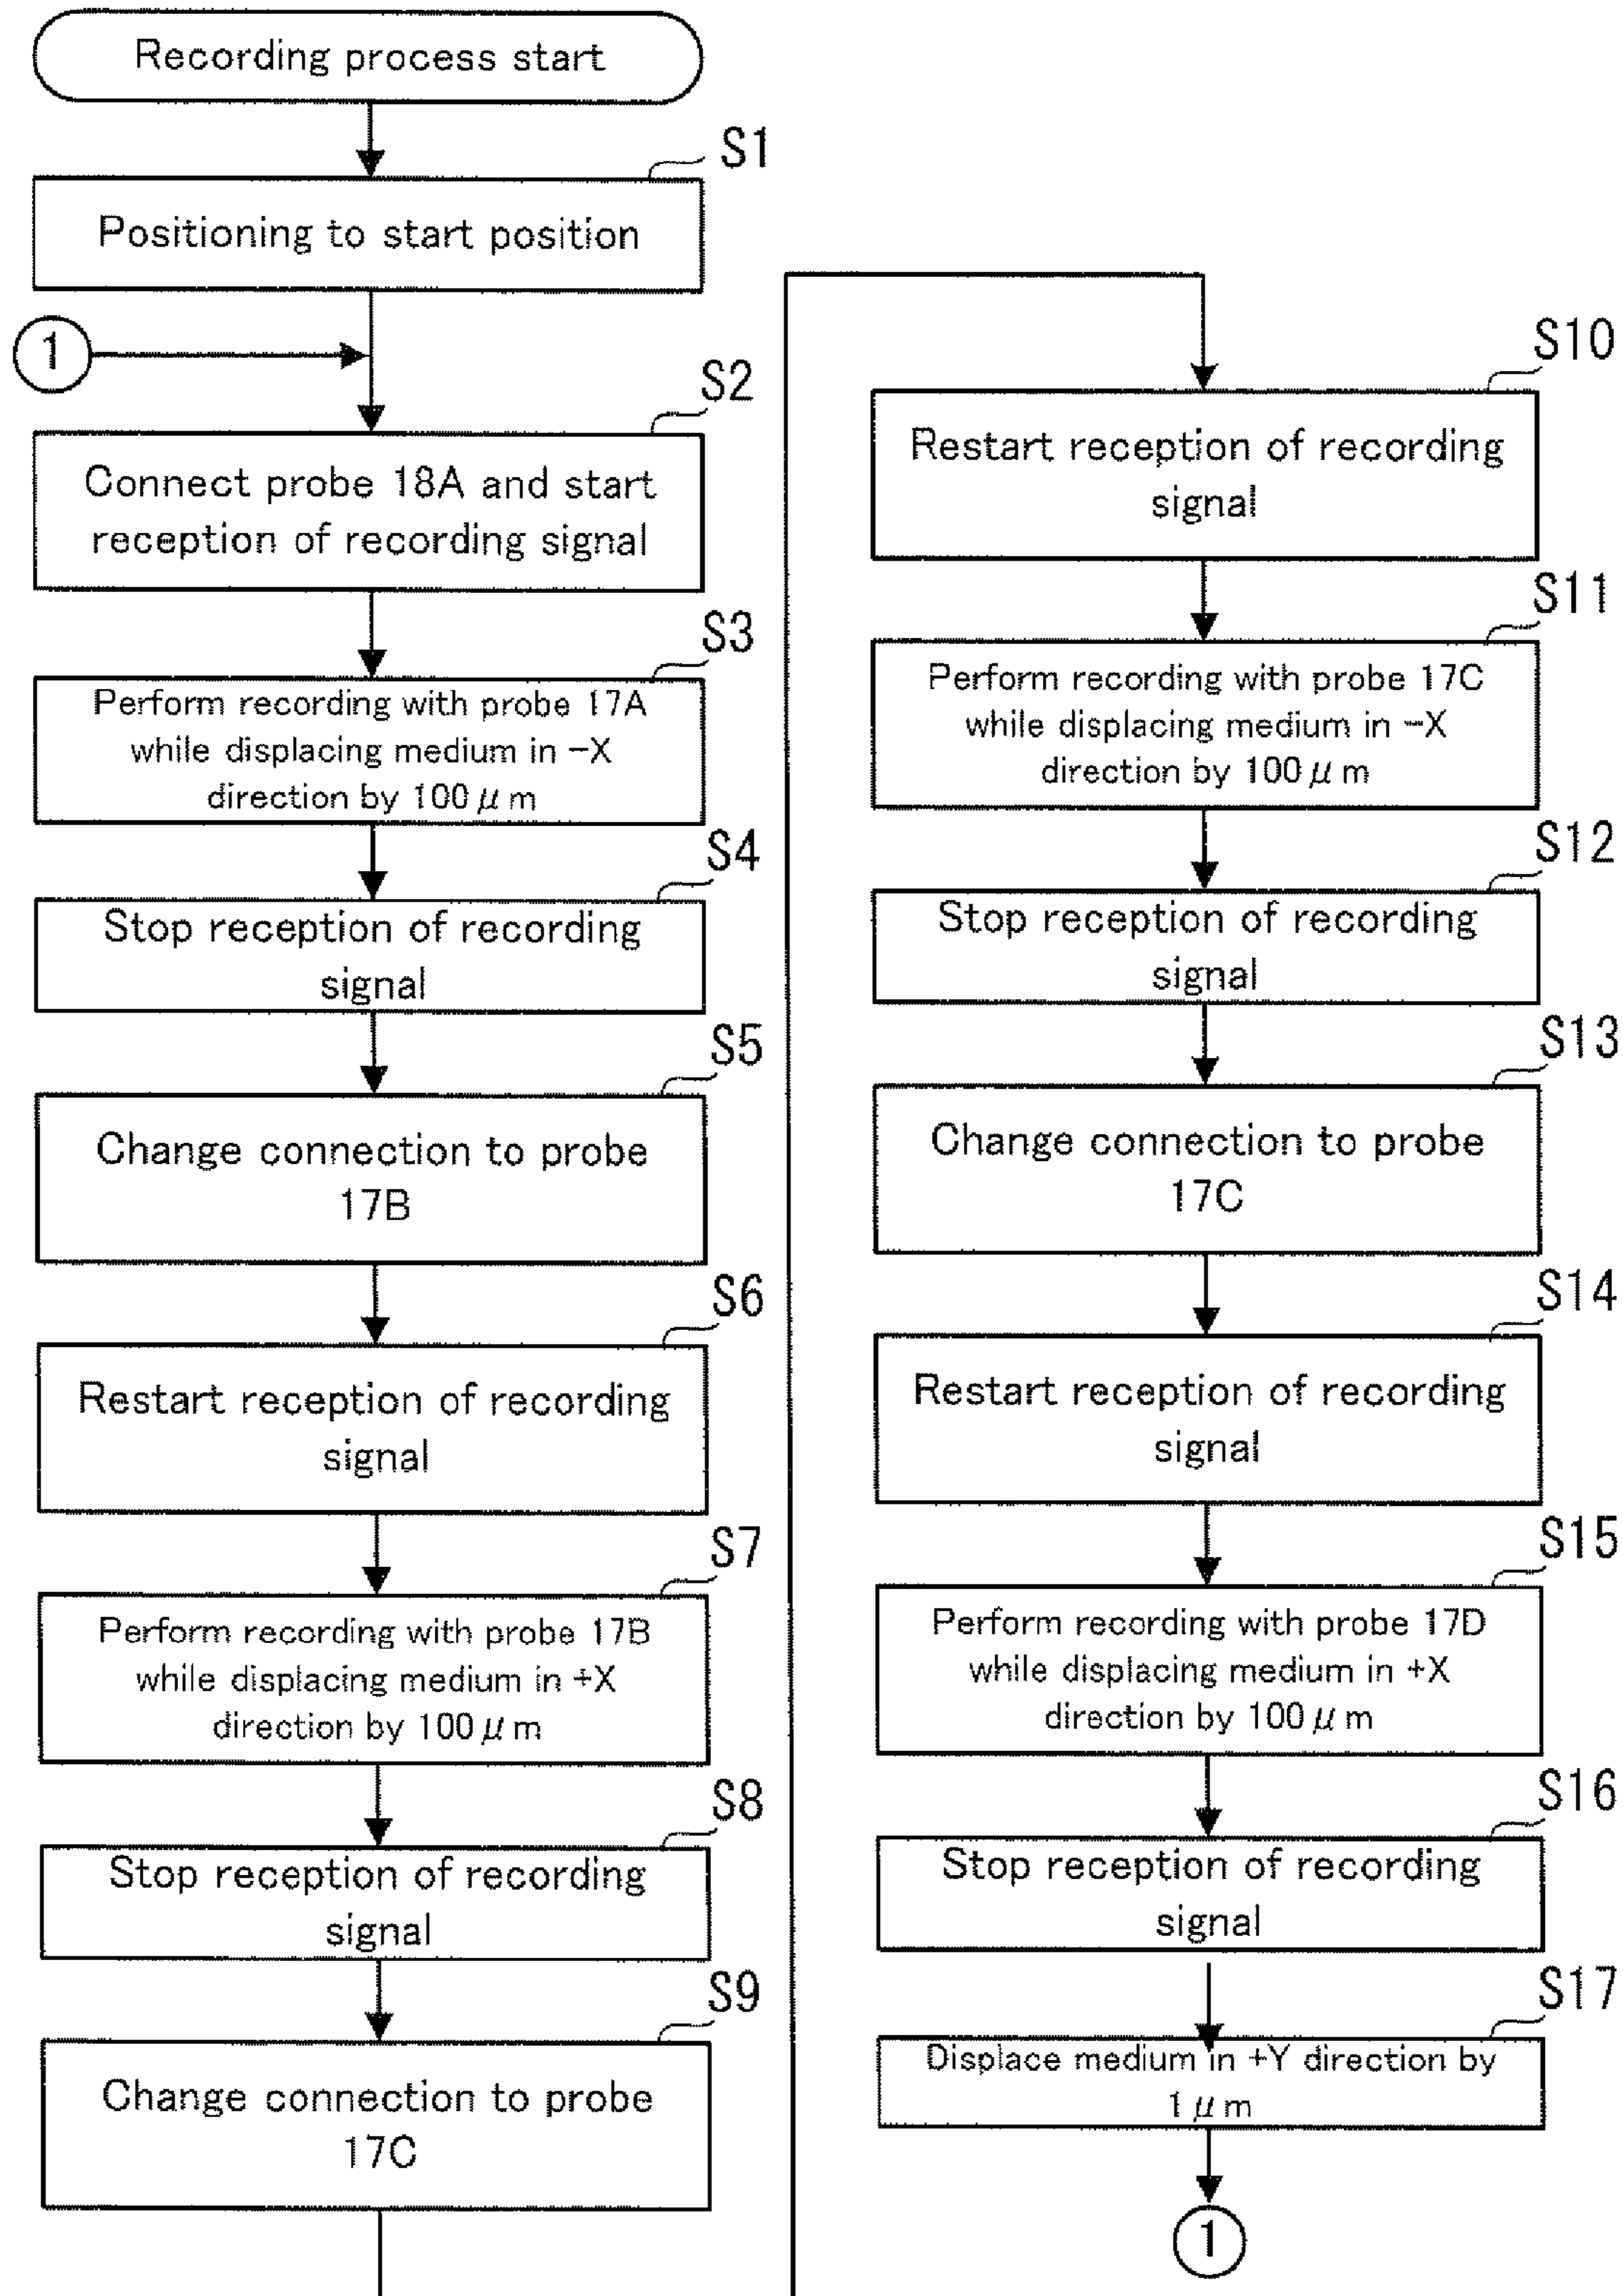 Recording process start
S1
Positioning to start position
1
S2
Connect probe 18A and start
reception of recording signal
S3
Perform recording with probe 17A
while displacing medium in −X
direction by 100 μm
S4
Stop reception of recording
signal
S5
Change connection to probe
17B
S6
Restart reception of recording
signal
S7
Perform recording with probe 17B
while displacing medium in +X
direction by 100 μm
S8
Stop reception of recording
signal
S9
Change connection to probe
17C
S10
Restart reception of recording
signal
S11
Perform recording with probe 17C
while displacing medium in −X
direction by 100 μm
S12
Stop reception of recording
signal
S13
Change connection to probe
17C
S14
Restart reception of recording
signal
S15
Perform recording with probe 17D
while displacing medium in +X
direction by 100 μm
S16
Stop reception of recording
signal
S17
Displace medium in +Y direction by
1 μm
1